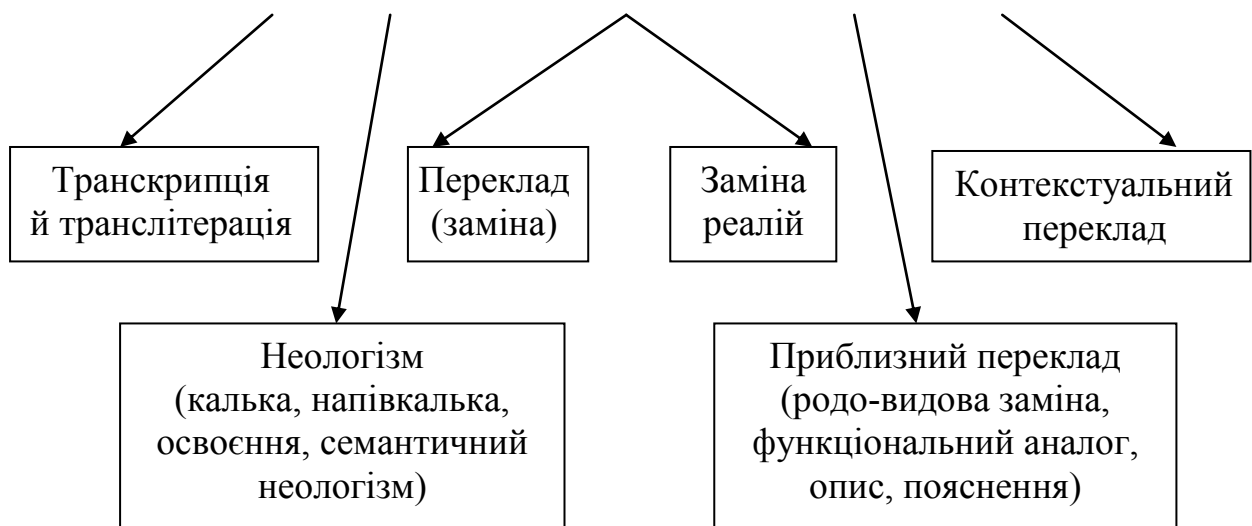 Транскрипція
й транслітерація
Переклад
(заміна)
Заміна
реалій
Контекстуальний
переклад
Неологізм
(калька, напівкалька,
освоєння, семантичний
неологізм)
Приблизний переклад
(родо-видова заміна,
функціональний аналог,
опис, пояснення)